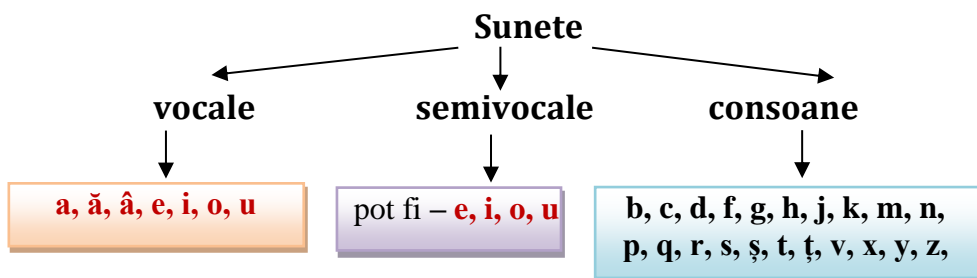 Sunete
vocale
semivocale
consoane
a, ă, â, e, i, o, u
pot fi – e, i, o, u
b, c, d, f, g, h, j, k, m, n,
p, q, r, s, ș, t, ț, v, x, y, z,